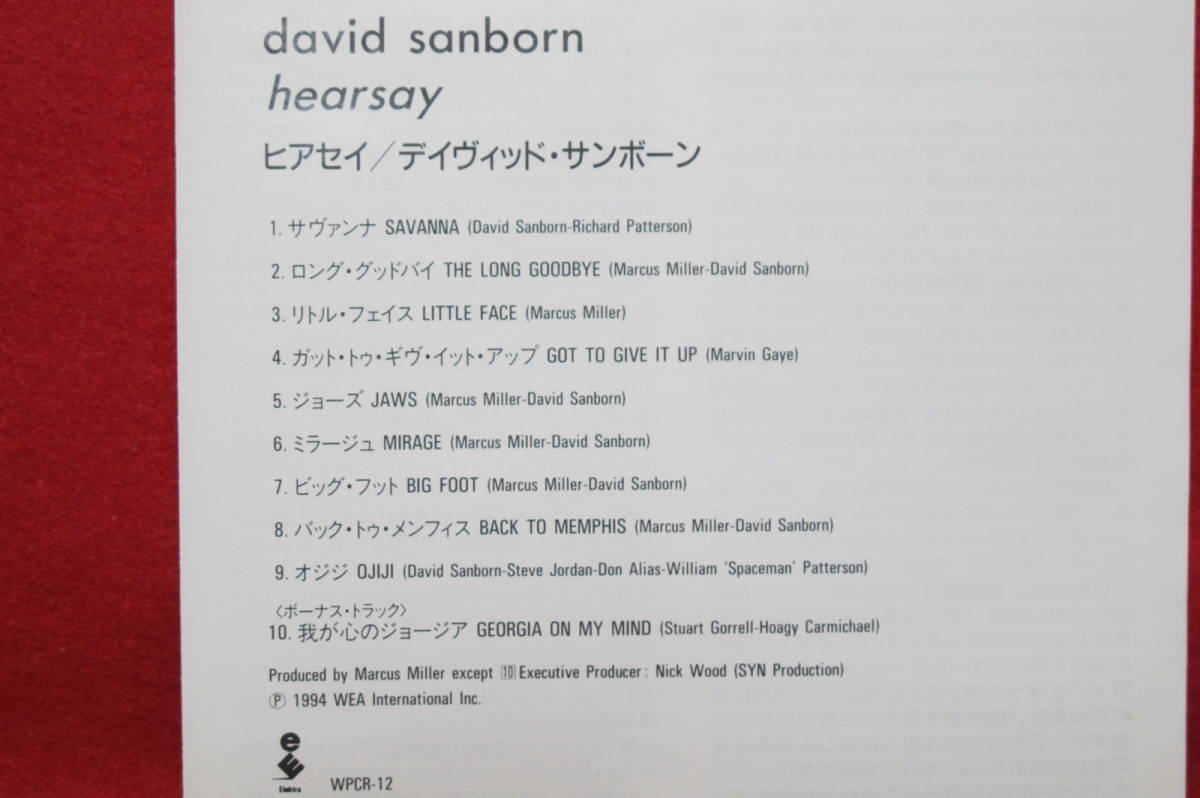 david sanborn
hearsay
ヒアセイ／デイヴィッド・サンボーン
1. サヴァンナ SAVANNA (David Sanborn-Richard Patterson)
2. ロング・グッドバイ THE LONG GOODBYE (Marcus Miller-David Sanborn)
3. リトル・フェイス LITTLE FACE (Marcus Miller)
4. ガット・トゥ・ギヴ・イット・アップ GOT TO GIVE IT UP (Marvin Gaye)
5. ジョーズ JAWS (Marcus Miller-David Sanborn)
6. ミラージュ MIRAGE (Marcus Miller-David Sanborn)
7. ビッグ・フット BIG FOOT (Marcus Miller-David Sanborn)
8. バック・トゥ・メンフィス BACK TO MEMPHIS (Marcus Miller-David Sanborn)
9. オジジ OJIJI (David Sanborn-Steve Jordan-Don Alias-William 'Spaceman' Patterson)
〈ボーナス・トラック〉
10. 我が心のジョージア GEORGIA ON MY MIND (Stuart Gorrell-Hoagy Carmichael)
Produced by Marcus Miller except 10 Executive Producer: Nick Wood (SYN Production)
Ⓟ 1994 WEA International Inc.
Elektra
WPCR-12